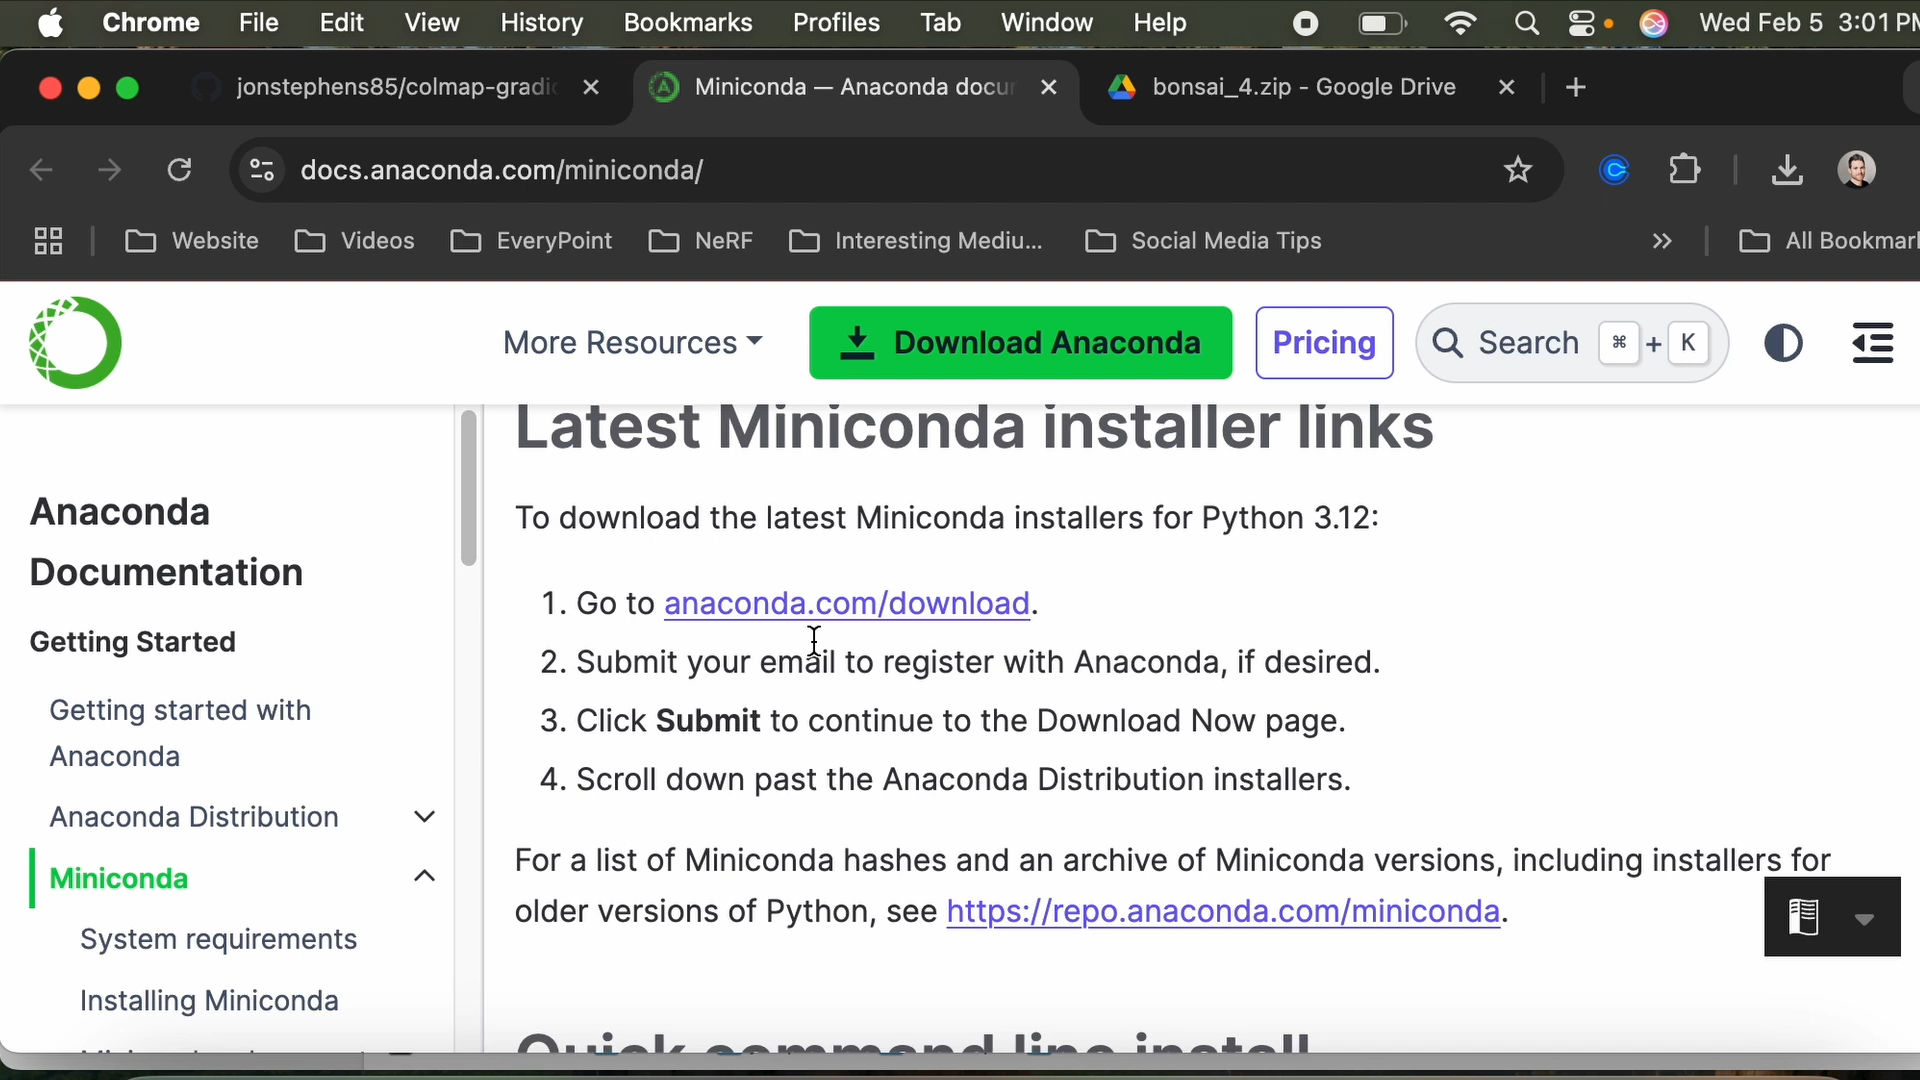 Chrome File Edit View History Bookmarks Profiles Tab Window Help Wed Feb 5 3:01 PM
jonstephens85/colmap-gradi Miniconda — Anaconda docu bonsai_4.zip - Google Drive
docs.anaconda.com/miniconda/
Website Videos EveryPoint NeRF Interesting Mediu... Social Media Tips All Bookmar
More Resources Download Anaconda Pricing Search ⌘ + K
Latest Miniconda installer links
To download the latest Miniconda installers for Python 3.12:
1. Go to anaconda.com/download.
2. Submit your email to register with Anaconda, if desired.
3. Click Submit to continue to the Download Now page.
4. Scroll down past the Anaconda Distribution installers.
For a list of Miniconda hashes and an archive of Miniconda versions, including installers for
older versions of Python, see https://repo.anaconda.com/miniconda.
Quick command line install
Anaconda
Documentation
Getting Started
Getting started with
Anaconda
Anaconda Distribution
Miniconda
System requirements
Installing Miniconda